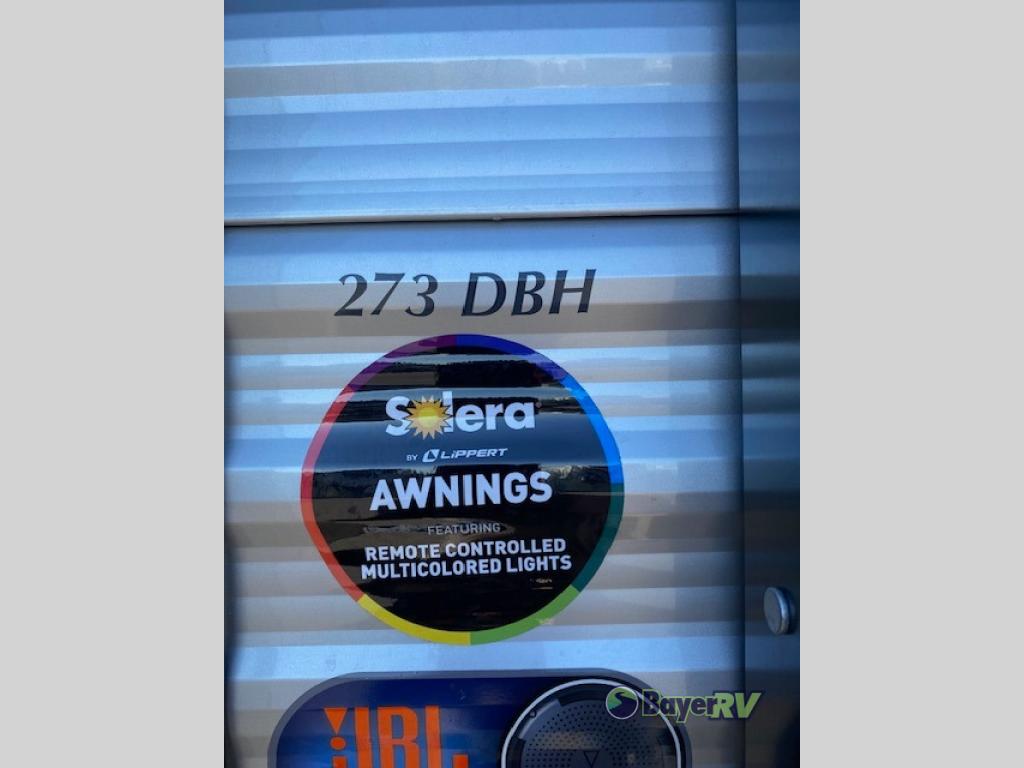 273 DBH
Solera
BY LIPPERT
AWNINGS
FEATURING
REMOTE CONTROLLED
MULTICOLORED LIGHTS
JBL
BayerRV